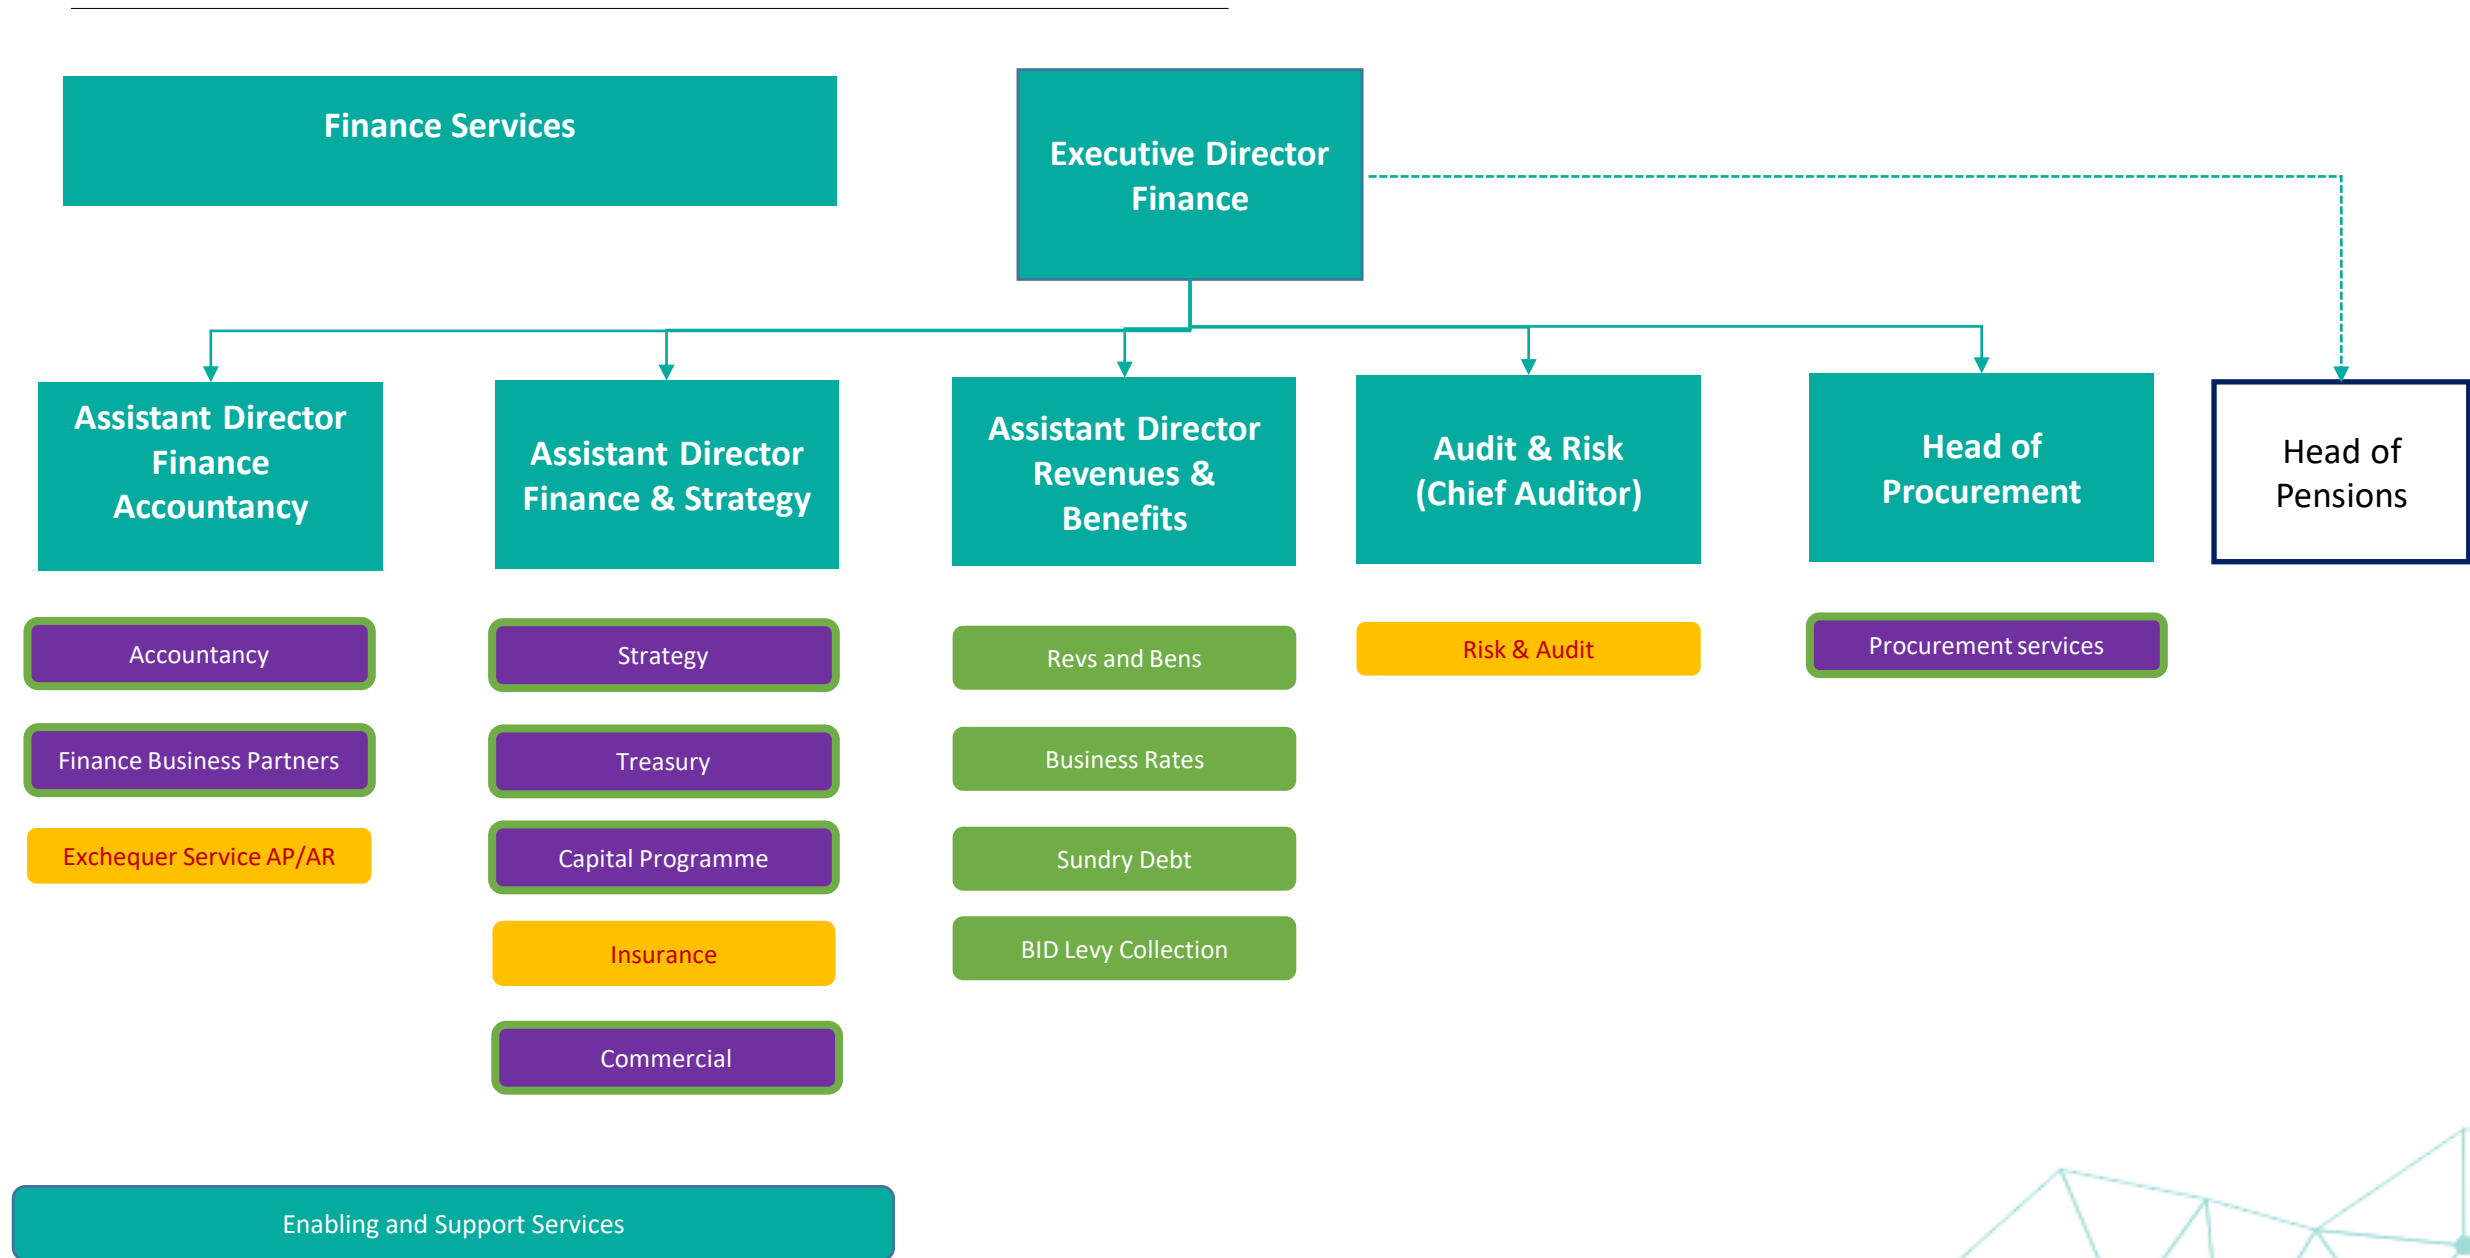 Finance Services
Executive Director
Finance
Assistant Director
Finance
Accountancy
Assistant Director
Finance & Strategy
Assistant Director
Revenues &
Benefits
Audit & Risk
(Chief Auditor)
Head of
Procurement
Head of
Pensions
Accountancy
Finance Business Partners
Exchequer Service AP/AR
Strategy
Treasury
Capital Programme
Insurance
Commercial
Revs and Bens
Business Rates
Sundry Debt
BID Levy Collection
Risk & Audit
Procurement services
Enabling and Support Services